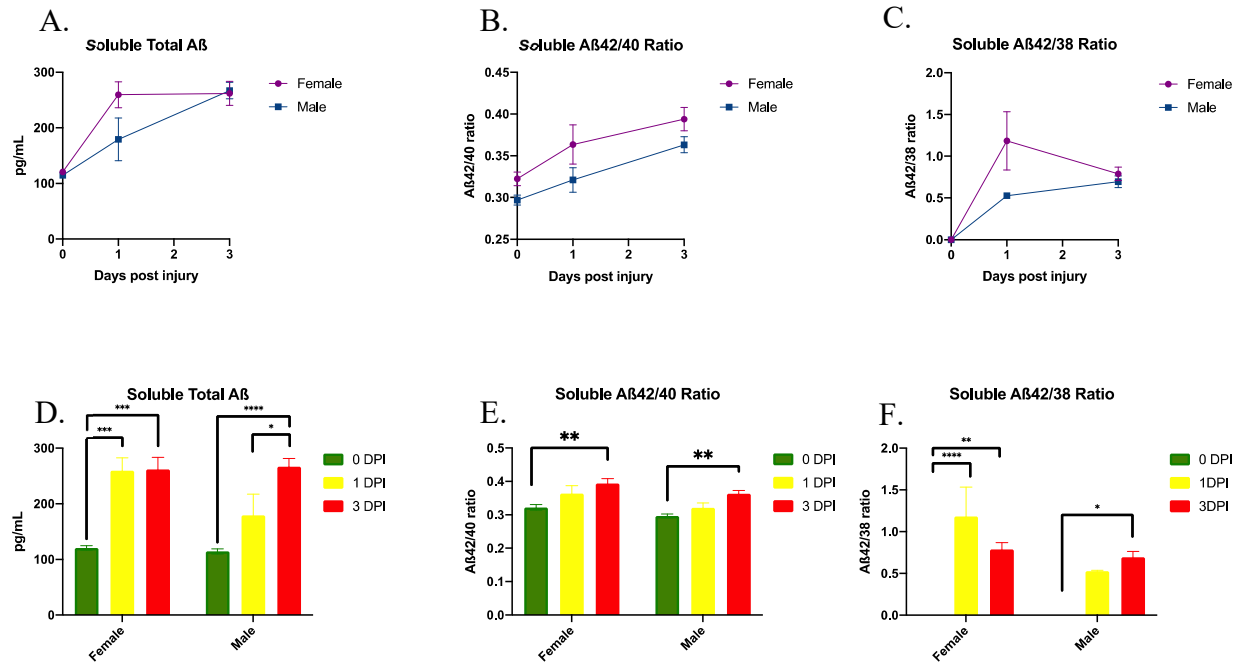 A.
Soluble Total Aß
300
200
100
0
pg/mL
0
1
2
3
Days post injury
Female
Male
B.
Soluble Aß42/40 Ratio
0.45
0.40
0.35
0.30
0.25
Aß42/40 ratio
0
1
2
3
Days post injury
Female
Male
C.
Soluble Aß42/38 Ratio
2.0
1.5
1.0
0.5
0.0
Aß42/38 ratio
0
1
2
3
Days post injury
Female
Male
D.
Soluble Total Aß
***
***
****
*
300
200
100
0
pg/mL
Female
Male
0 DPI
1 DPI
3 DPI
E.
Soluble Aß42/40 Ratio
**
**
0.5
0.4
0.3
0.2
0.1
0.0
Aß42/40 ratio
Female
Male
0 DPI
1 DPI
3 DPI
F.
Soluble Aß42/38 Ratio
**
****
*
2.0
1.5
1.0
0.5
0.0
Aß42/38 ratio
Female
Male
0 DPI
1DPI
3DPI